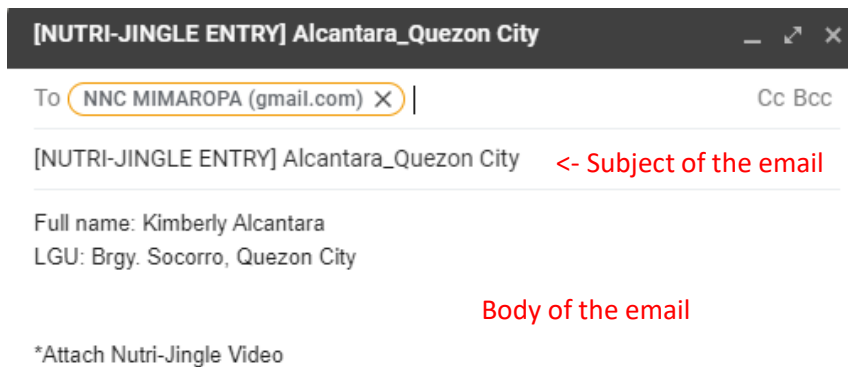 [NUTRI-JINGLE ENTRY] Alcantara_Quezon City
To NNC MIMAROPA (gmail.com) Cc Bcc
[NUTRI-JINGLE ENTRY] Alcantara_Quezon City <- Subject of the email
Full name: Kimberly Alcantara
LGU: Brgy. Socorro, Quezon City
Body of the email
*Attach Nutri-Jingle Video